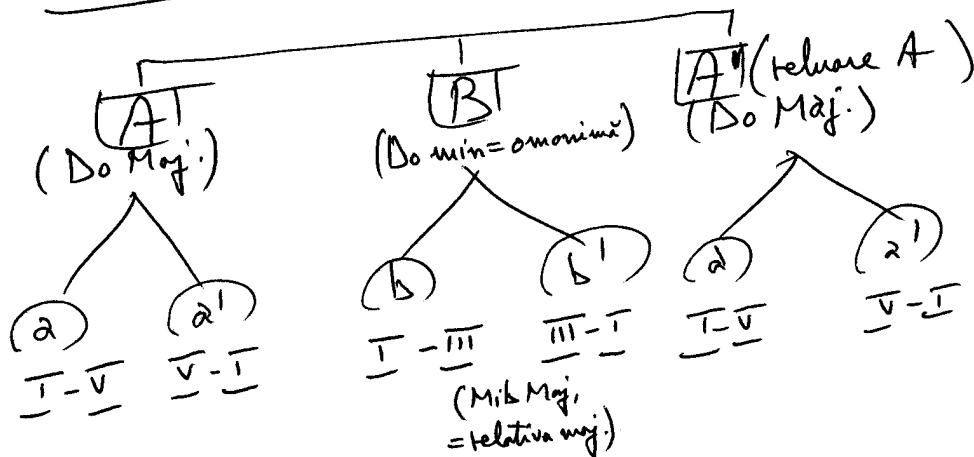 A B A' (reluare A)
(Do Maj.) (Do min = omonimă) (Do Maj.)
a a' b b' a a'
I-V V-I I-III III-I I-V V-I
(Mib Maj,
=relativa maj.)